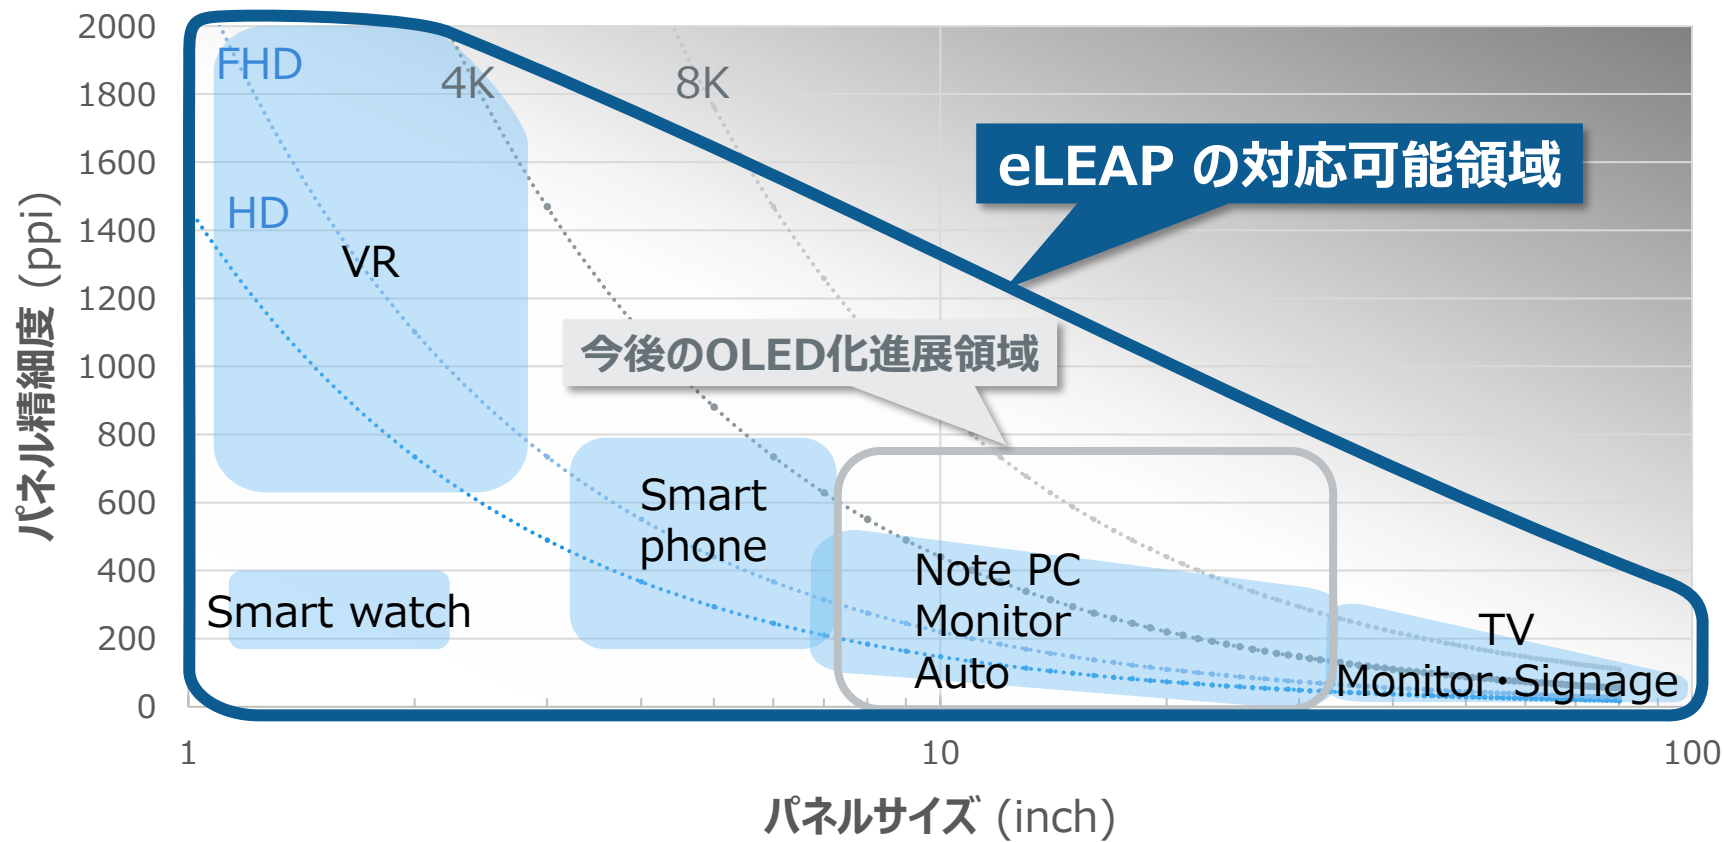 2000
1800
1600
1400
1200
1000
800
600
400
200
0
パネル精細度 (ppi)
FHD
4K
8K
HD
VR
eLEAP の対応可能領域
今後のOLED化進展領域
Smart
phone
Smart watch
Note PC
Monitor
Auto
TV
Monitor・Signage
1
10
100
パネルサイズ (inch)